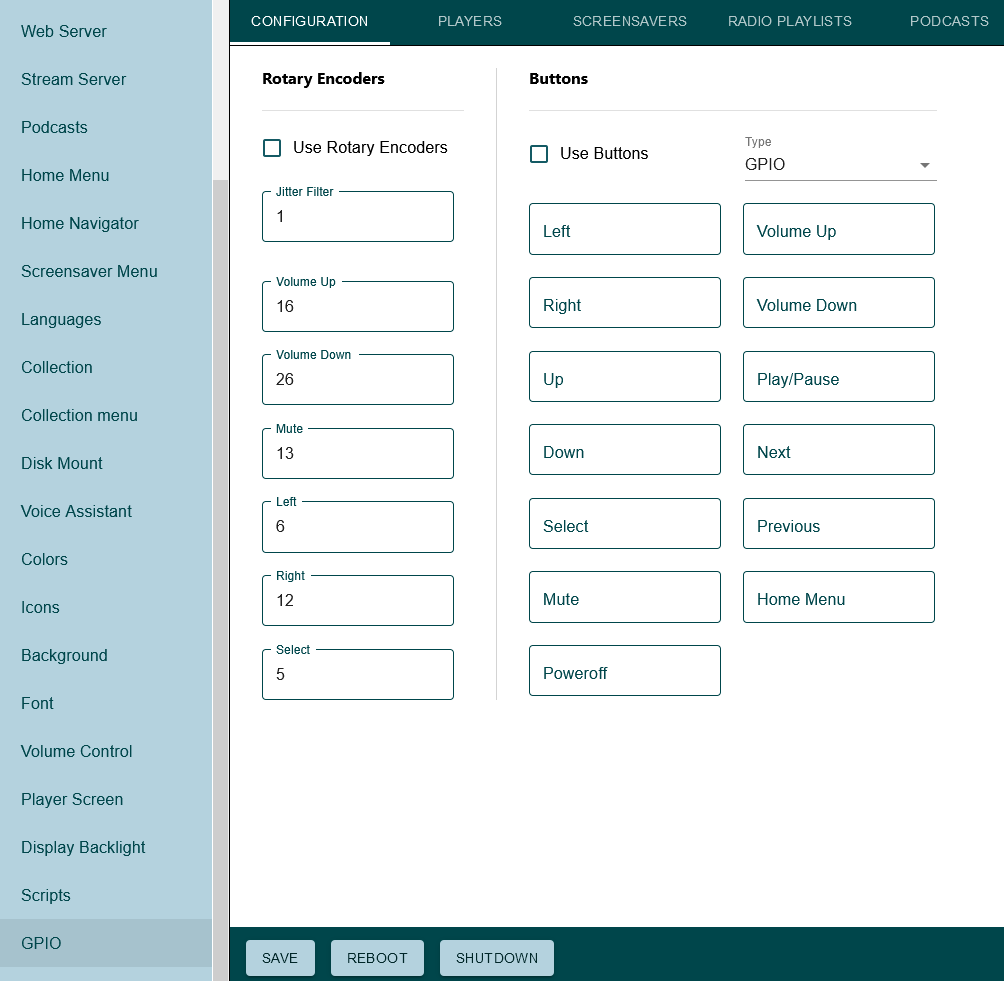 CONFIGURATION
PLAYERS
SCREENSAVERS
RADIO PLAYLISTS
PODCASTS
Web Server
Stream Server
Podcasts
Home Menu
Home Navigator
Screensaver Menu
Languages
Collection
Collection menu
Disk Mount
Voice Assistant
Colors
Icons
Background
Font
Volume Control
Player Screen
Display Backlight
Scripts
GPIO
Rotary Encoders
Use Rotary Encoders
Jitter Filter
1
Volume Up
16
Volume Down
26
Mute
13
Left
6
Right
12
Select
5
Buttons
Use Buttons
Type
GPIO
Left
Volume Up
Right
Volume Down
Up
Play/Pause
Down
Next
Select
Previous
Mute
Home Menu
Poweroff
SAVE
REBOOT
SHUTDOWN